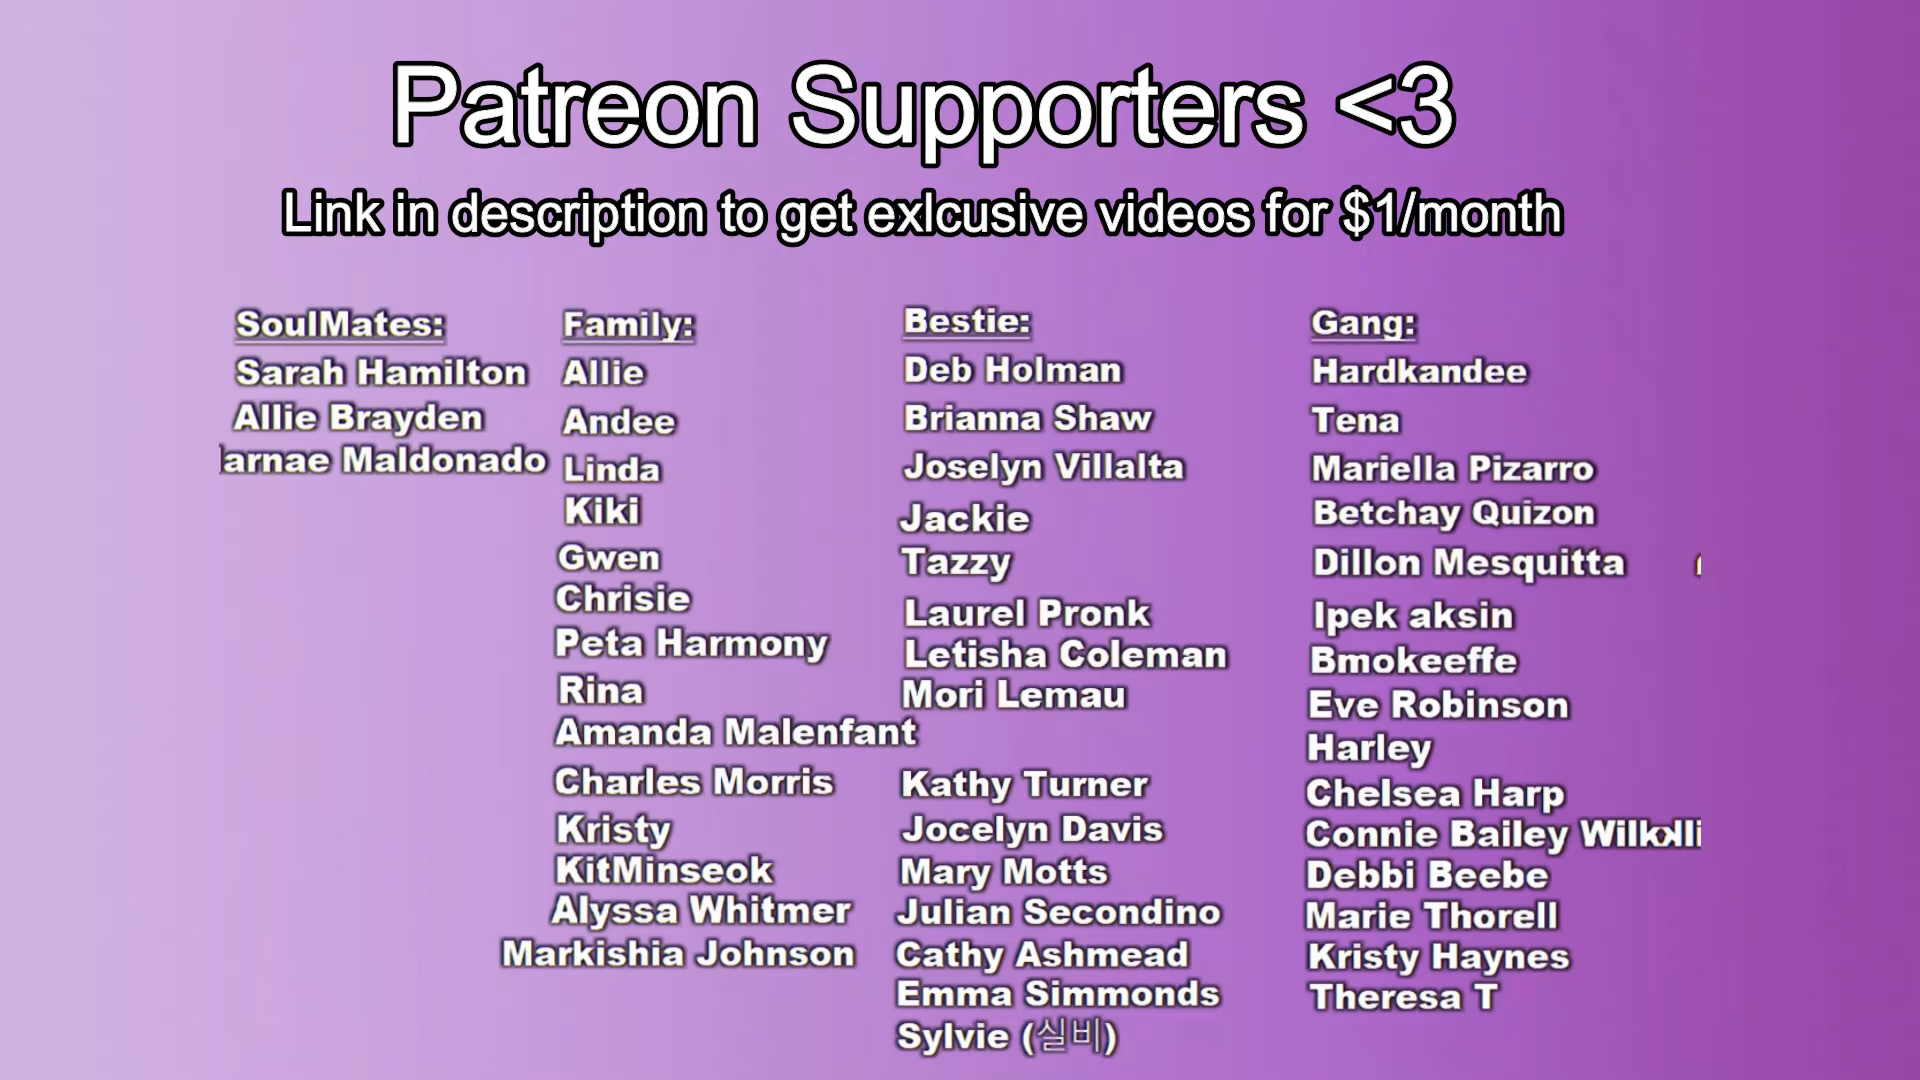 Patreon Supporters <3
Link in description to get exlcusive videos for $1/month
SoulMates:
Sarah Hamilton
Allie Brayden
Maldonado
Family:
Allie
Andee
Linda
Kiki
Gwen
Chrisie
Peta Harmony
Rina
Amanda Malenfant
Charles Morris
Kristy
KitMinseok
Alyssa Whitmer
Markishia Johnson
Bestie:
Deb Holman
Brianna Shaw
Joselyn Villalta
Jackie
Tazzy
Laurel Pronk
Letisha Coleman
Mori Lemau
Kathy Turner
Jocelyn Davis
Mary Motts
Julian Secondino
Cathy Ashmead
Emma Simmonds
Sylvie (실비)
Gang:
Hardkandee
Tena
Mariella Pizarro
Betchay Quizon
Dillon Mesquitta
Ipek aksin
Bmokeeffe
Eve Robinson
Harley
Chelsea Harp
Connie Bailey
Debbi Beebe
Marie Thorell
Kristy Haynes
Theresa T